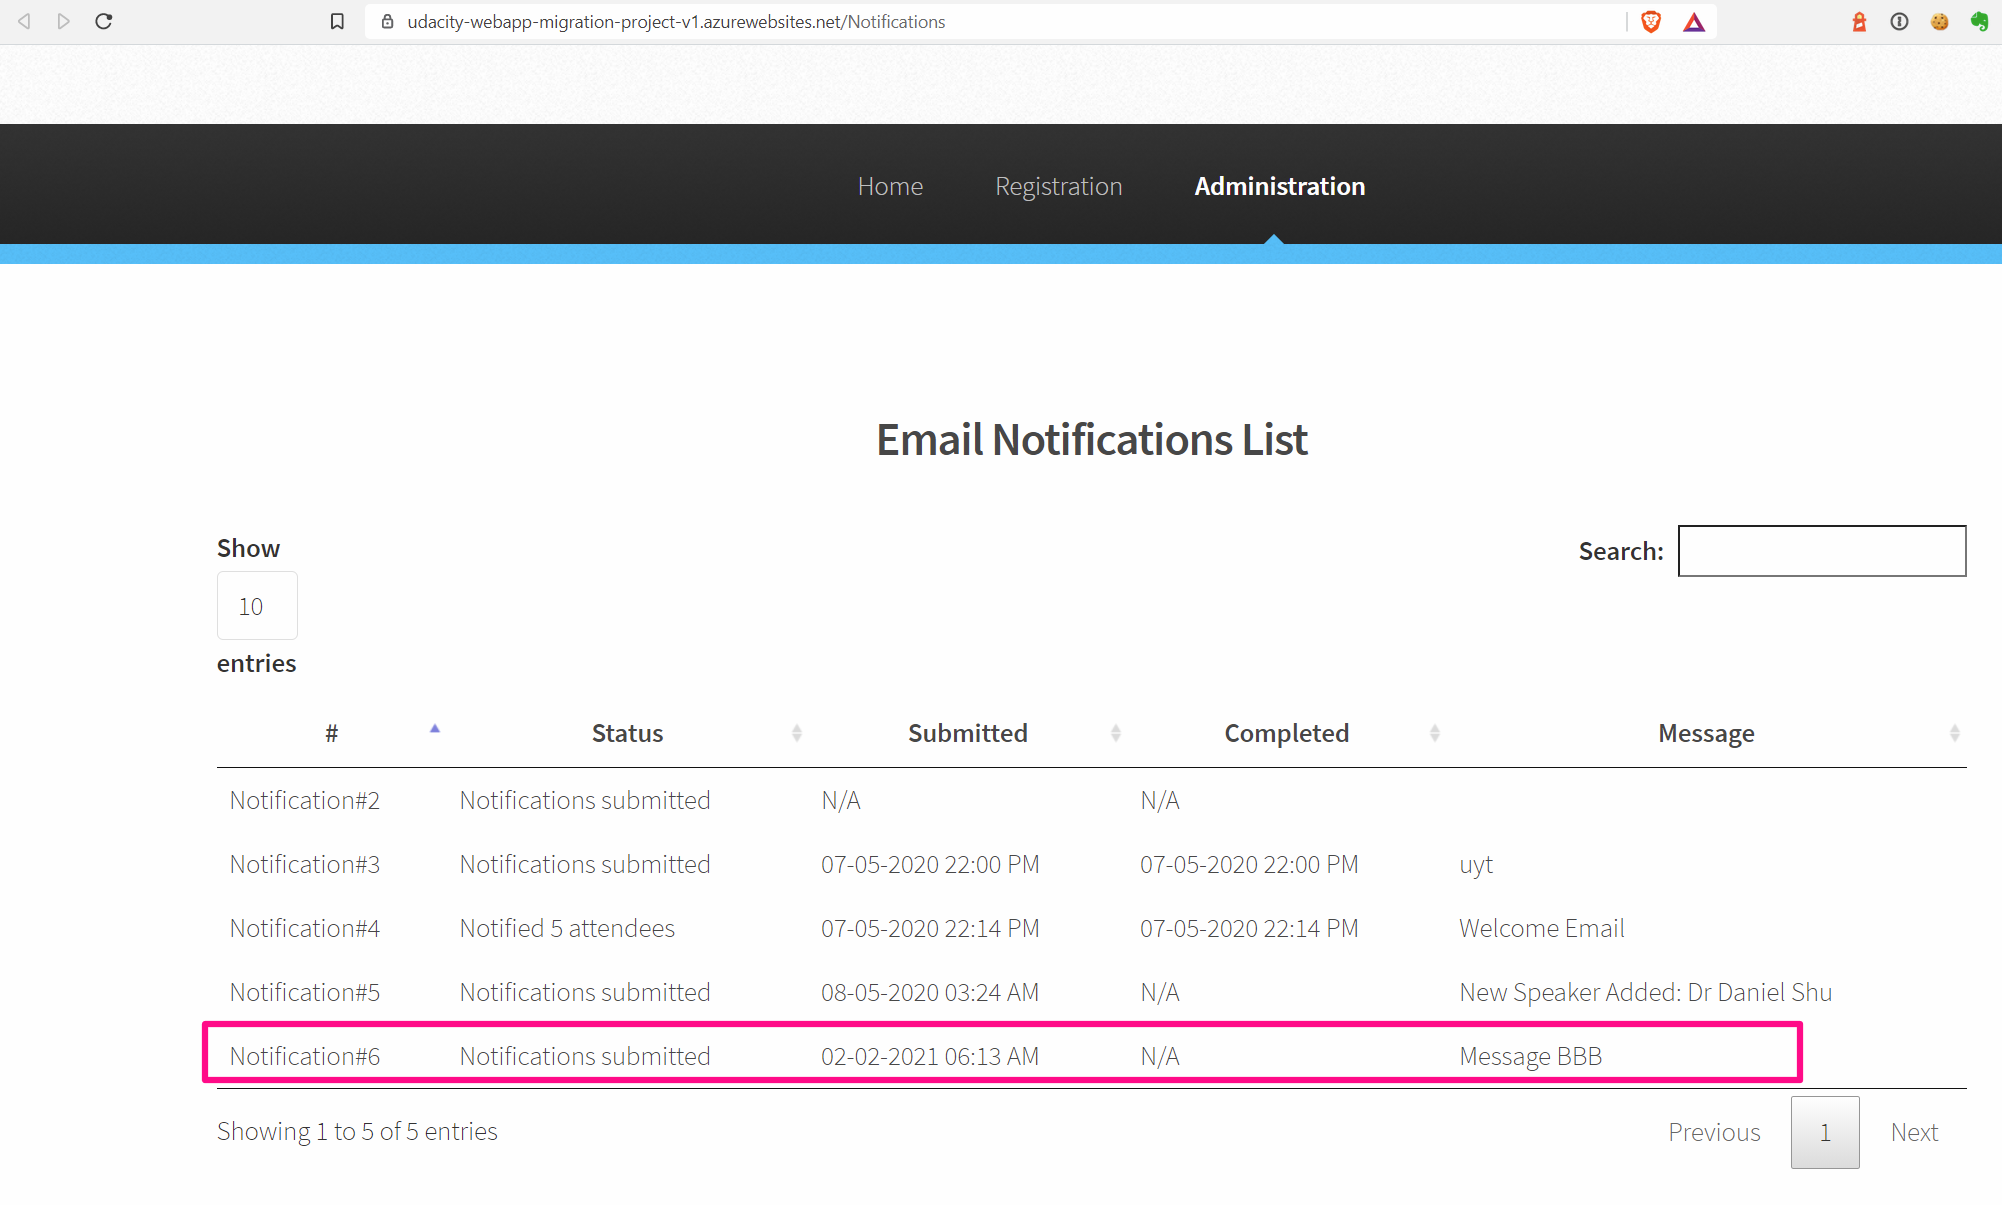 udacity-webapp-migration-project-v1.azurewebsites.net/Notifications
Home Registration Administration
Email Notifications List
Show
10
entries
Search:
# Status Submitted Completed Message
Notification#2 Notifications submitted N/A N/A
Notification#3 Notifications submitted 07-05-2020 22:00 PM 07-05-2020 22:00 PM uyt
Notification#4 Notified 5 attendees 07-05-2020 22:14 PM 07-05-2020 22:14 PM Welcome Email
Notification#5 Notifications submitted 08-05-2020 03:24 AM N/A New Speaker Added: Dr Daniel Shu
Notification#6 Notifications submitted 02-02-2021 06:13 AM N/A Message BBB
Showing 1 to 5 of 5 entries
Previous 1 Next